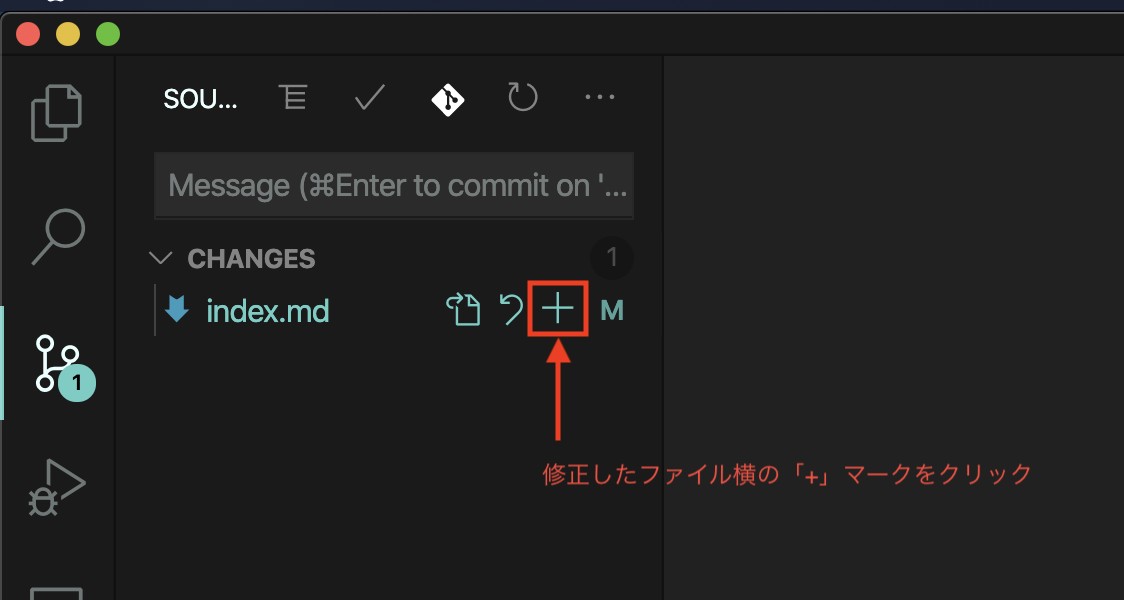 SOU...
Message (⌘Enter to commit on '...
CHANGES
1
index.md
M
1
修正したファイル横の「+」マークをクリック